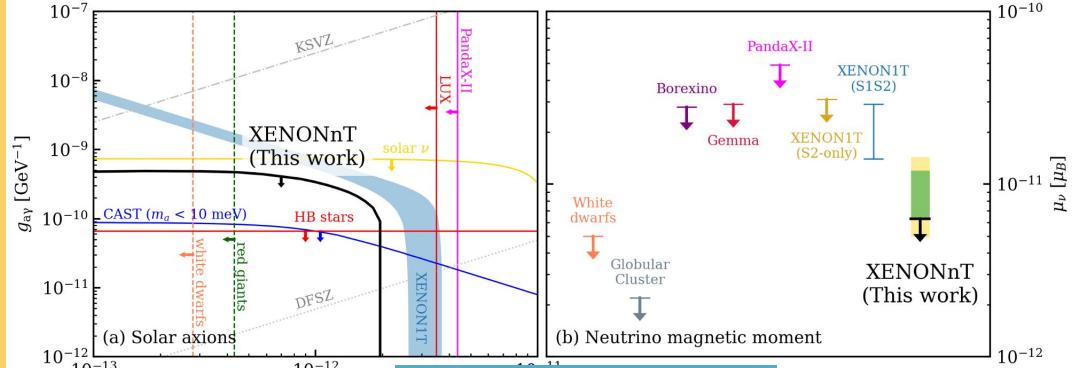 10⁻⁷
10⁻⁸
10⁻⁹
10⁻¹⁰
10⁻¹¹
10⁻¹²
g_aγ [GeV⁻¹]
KSVZ
LUX
PandaX-II
XENONnT
(This work)
solar ν
CAST (m_a < 10 meV)
HB stars
white dwarfs
red giants
DFSZ
XENON1T
(a) Solar axions
10⁻¹³
10⁻¹²
PandaX-II
XENON1T
(S1S2)
Borexino
Gemma
XENON1T
(S2-only)
White
dwarfs
Globular
Cluster
XENONnT
(This work)
(b) Neutrino magnetic moment
10⁻¹⁰
10⁻¹¹
10⁻¹²
μ_ν [μ_B]